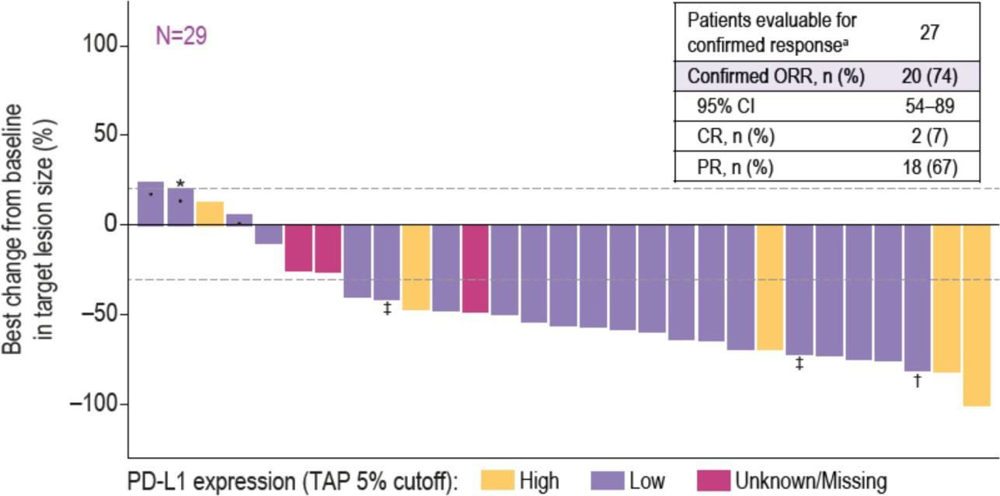 N=29
Patients evaluable for
confirmed responseᵃ 27
Confirmed ORR, n (%) 20 (74)
95% CI 54–89
CR, n (%) 2 (7)
PR, n (%) 18 (67)
Best change from baseline
in target lesion size (%)
100
50
0
–50
–100
*
‡
‡
†
PD-L1 expression (TAP 5% cutoff): High Low Unknown/Missing